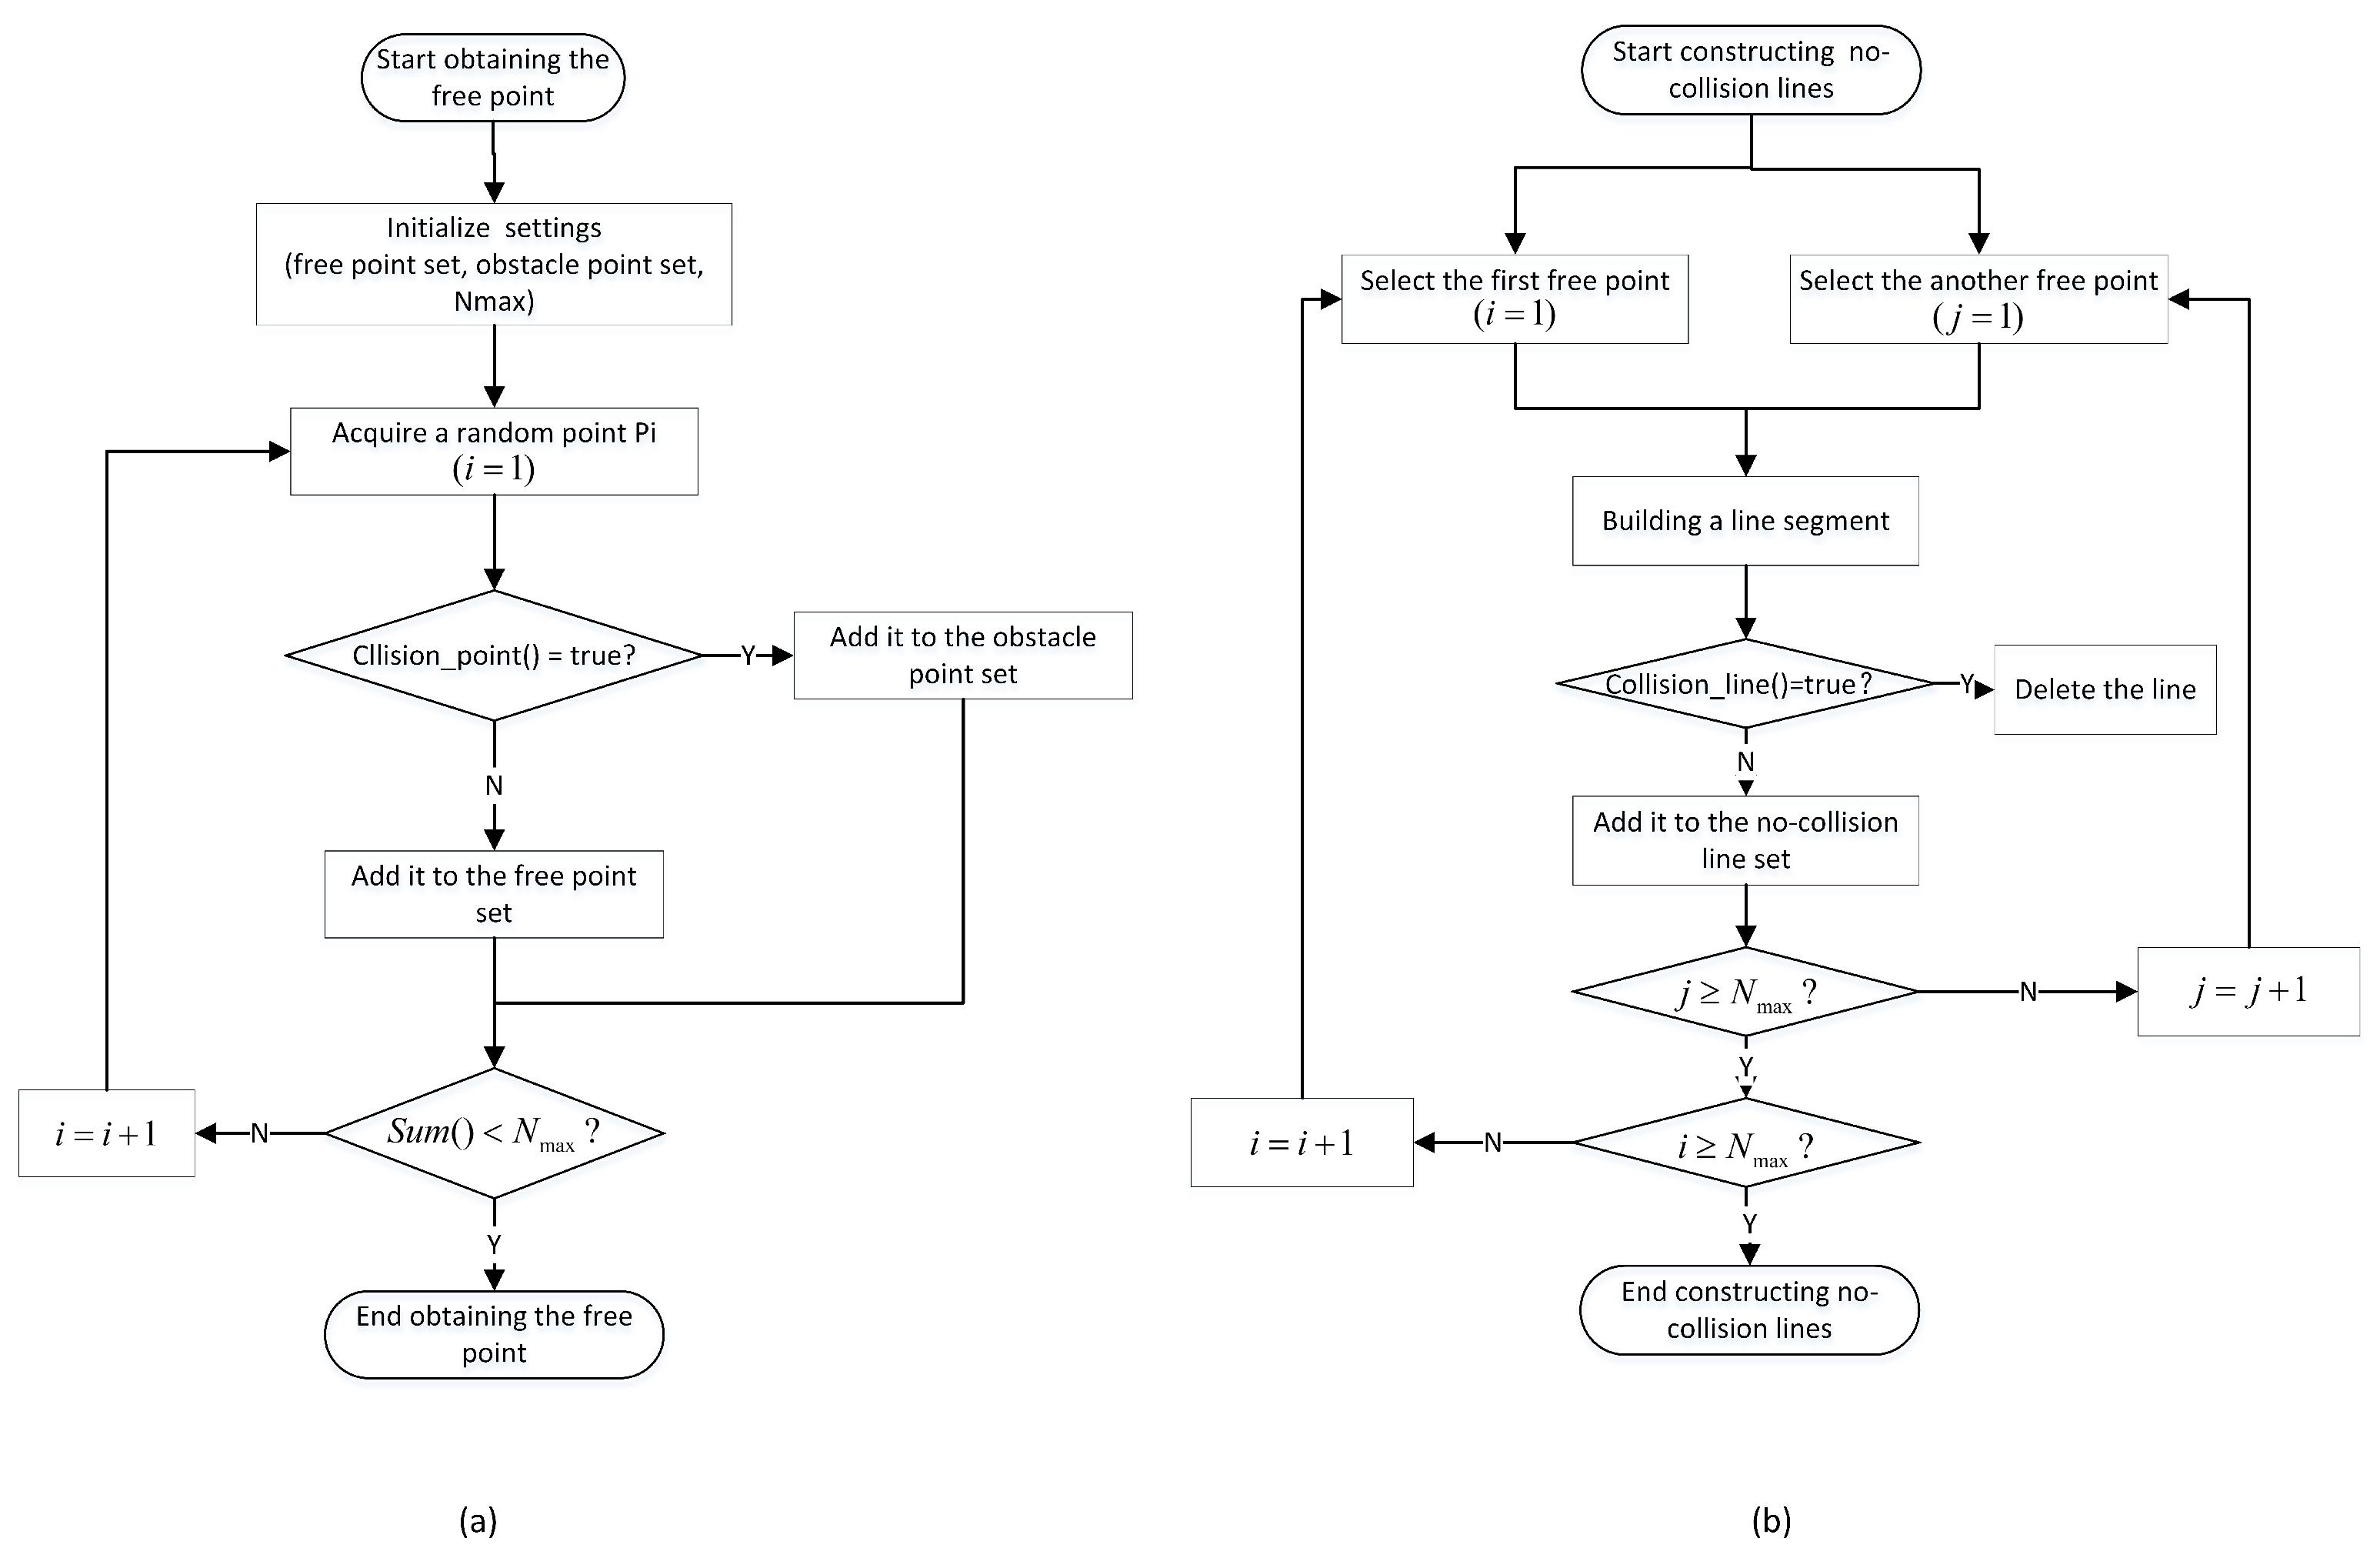 Start obtaining the
free point
Initialize settings
(free point set, obstacle point set,
Nmax)
Acquire a random point Pi
(i = 1)
Cllision_point() = true?
Y
Add it to the obstacle
point set
N
Add it to the free point
set
Sum() < Nmax ?
N
i = i + 1
Y
End obtaining the free
point
(a)
Start constructing no-
collision lines
Select the first free point
(i = 1)
Select the another free point
(j = 1)
Building a line segment
Collision_line()=true?
Y
Delete the line
N
Add it to the no-collision
line set
j ≥ Nmax ?
N
j = j + 1
Y
i ≥ Nmax ?
N
i = i + 1
Y
End constructing no-
collision lines
(b)